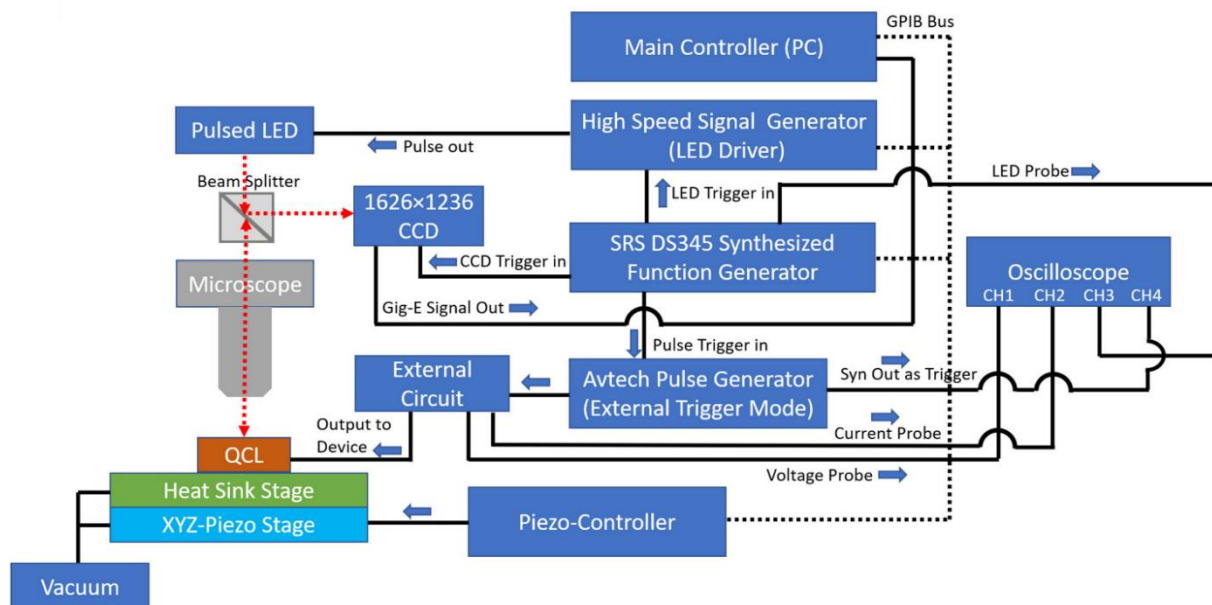 GPIB Bus
Main Controller (PC)
Pulsed LED
High Speed Signal Generator
(LED Driver)
Pulse out
Beam Splitter
LED Trigger in
LED Probe
1626×1236
CCD
SRS DS345 Synthesized
Function Generator
CCD Trigger in
Oscilloscope
CH1 CH2 CH3 CH4
Microscope
Gig-E Signal Out
Pulse Trigger in
External
Circuit
Avtech Pulse Generator
(External Trigger Mode)
Syn Out as Trigger
Output to
Device
Current Probe
QCL
Voltage Probe
Heat Sink Stage
XYZ-Piezo Stage
Piezo-Controller
Vacuum